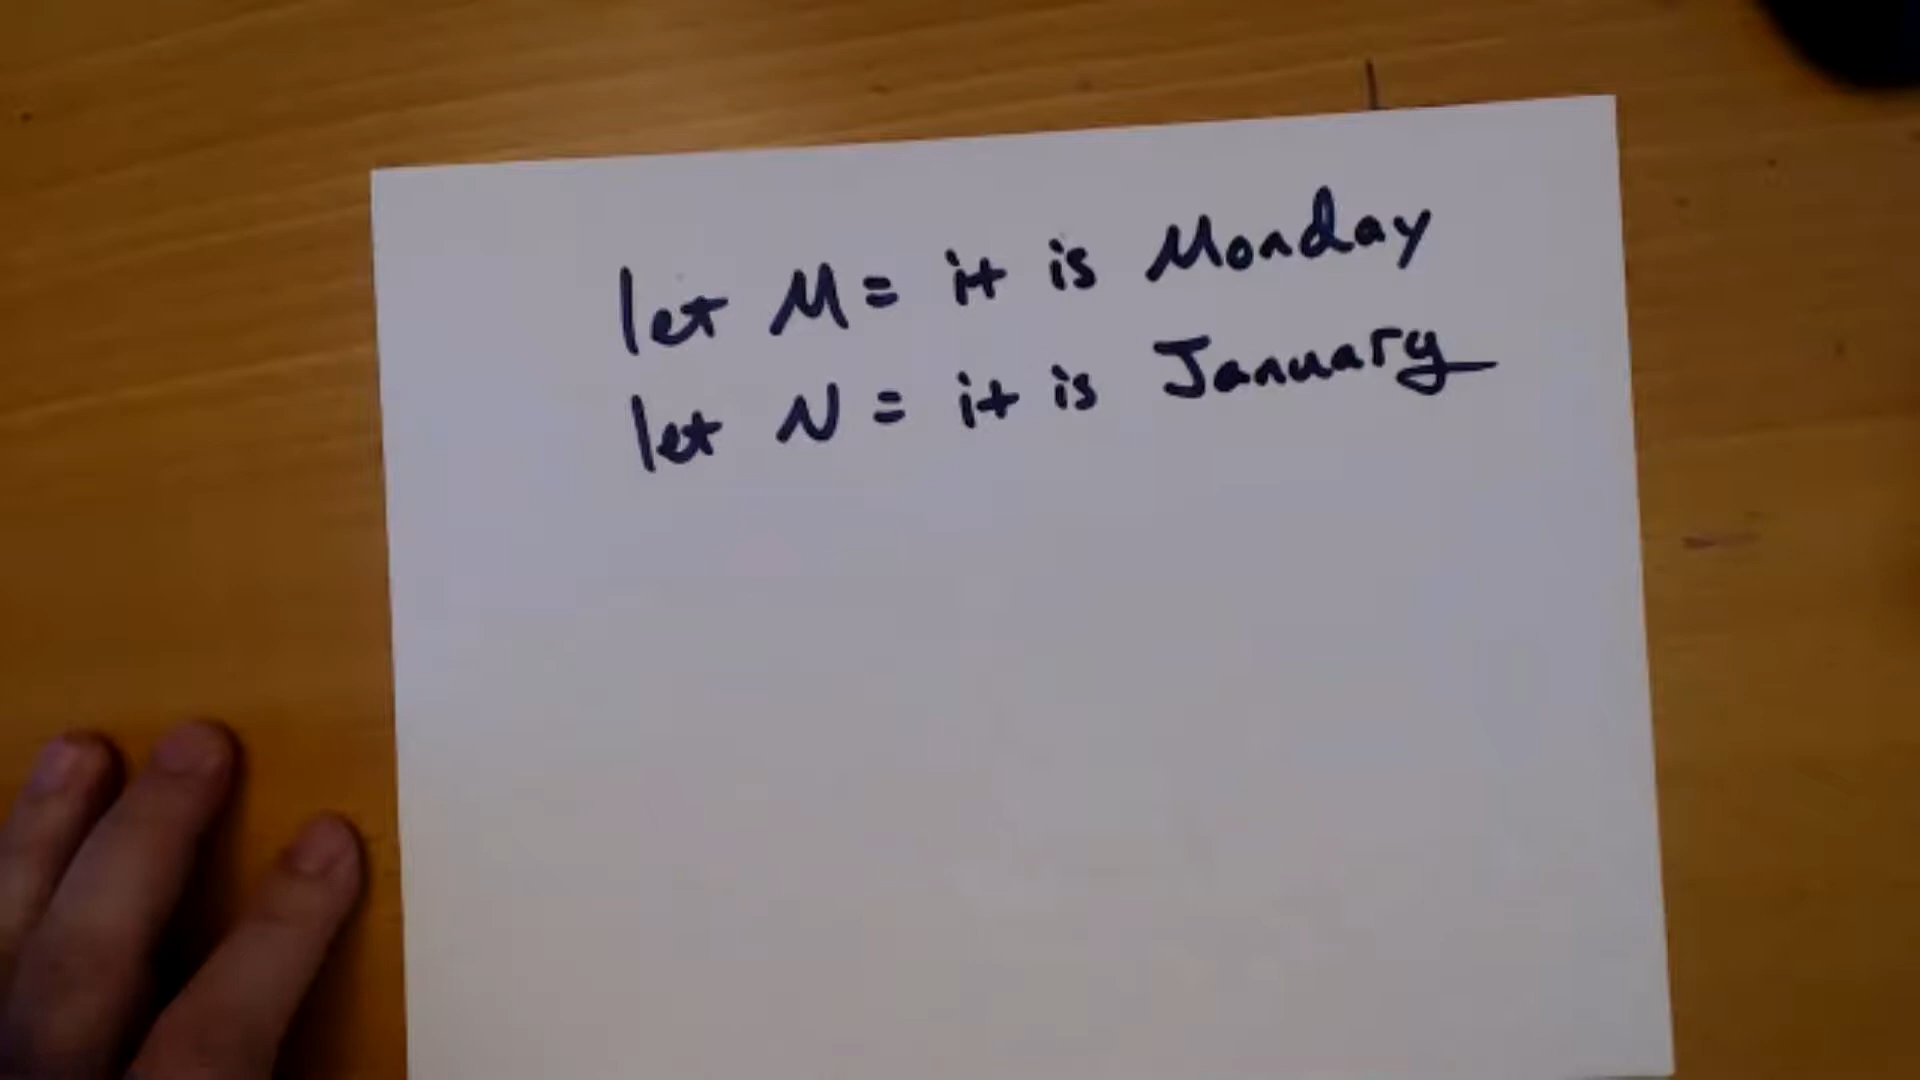 let M = it is Monday
let N = it is January